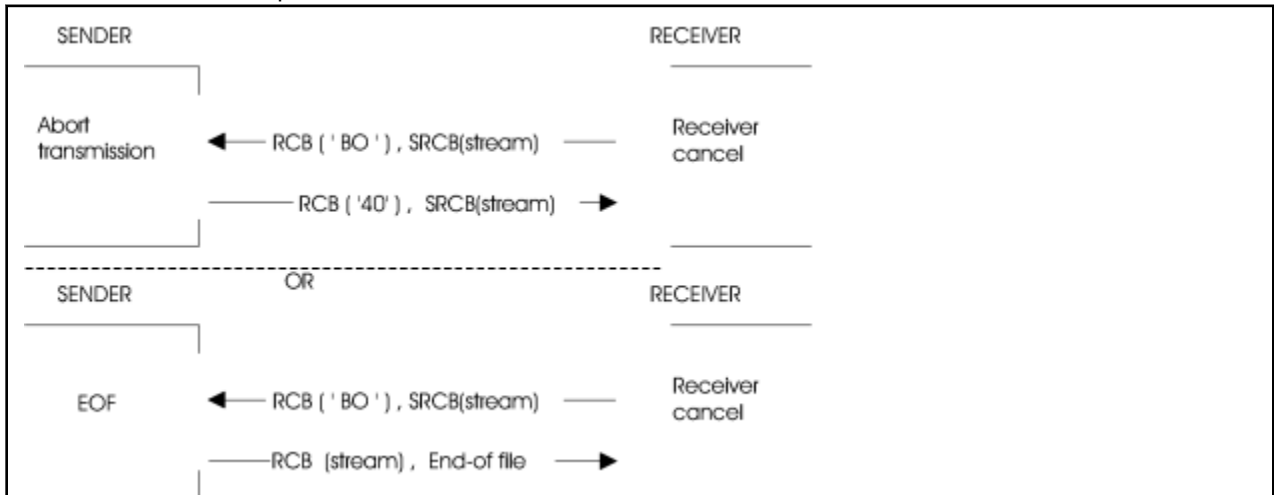 SENDER RECEIVER
Abort
transmission
RCB ( ' BO ' ) , SRCB(stream)
Receiver
cancel
RCB ( '40' ) , SRCB(stream)
OR
SENDER RECEIVER
EOF
RCB ( ' BO ' ) , SRCB(stream)
Receiver
cancel
RCB (stream) , End-of file